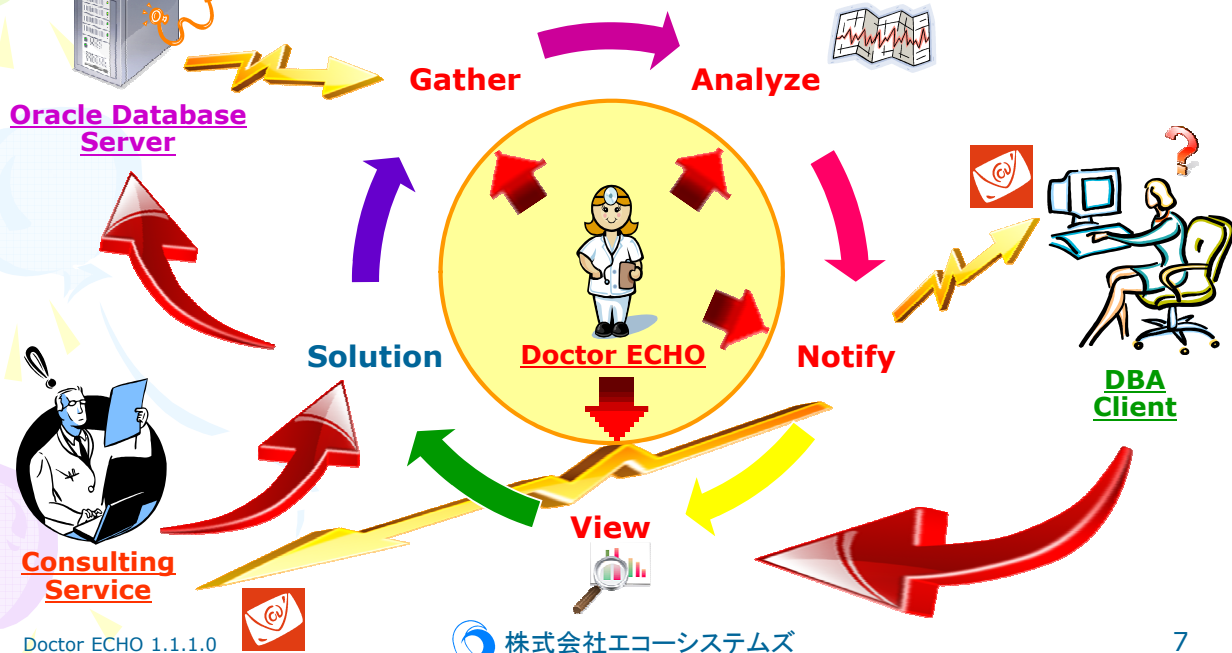 Gather
Analyze
Oracle Database
Server
Solution
Doctor ECHO
Notify
DBA
Client
View
Consulting
Service
Doctor ECHO 1.1.1.0
株式会社エコーシステムズ
7